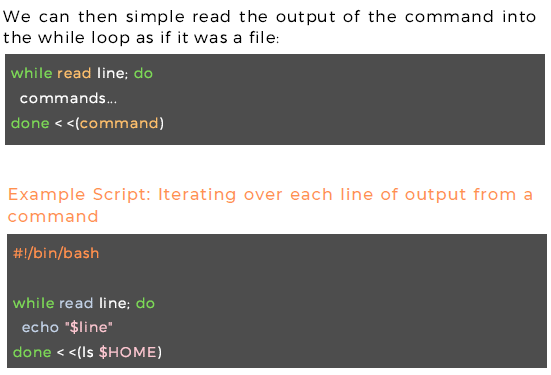 We can then simple read the output of the command into
the while loop as if it was a file:
while read line; do
commands...
done < <(command)
Example Script: Iterating over each line of output from a
command
#!/bin/bash
while read line; do
echo "$line"
done < <(ls $HOME)